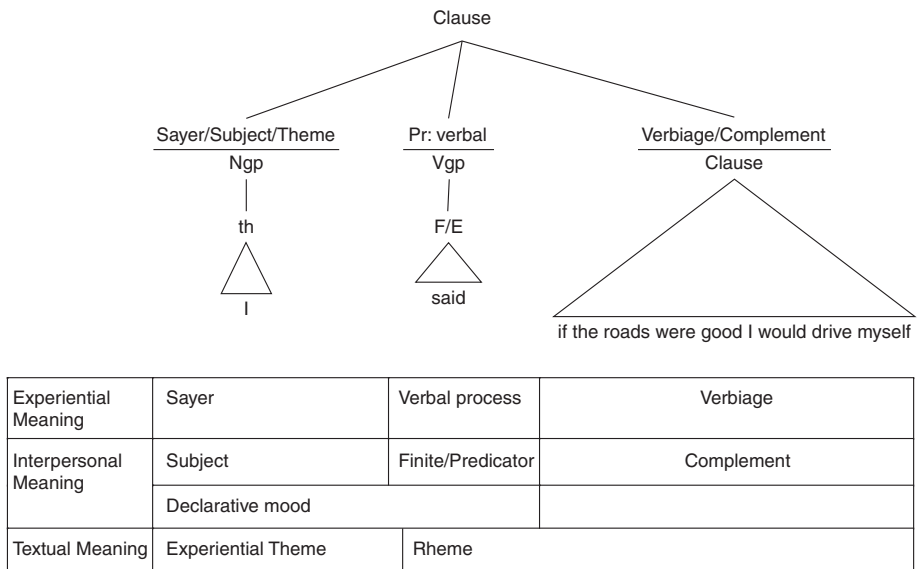 Clause
Sayer/Subject/Theme Pr: verbal Verbiage/Complement
Ngp Vgp Clause
th F/E
I said
if the roads were good I would drive myself
Experiential Meaning Sayer Verbal process Verbiage
Interpersonal Meaning Subject Finite/Predicator Complement
Declarative mood
Textual Meaning Experiential Theme Rheme